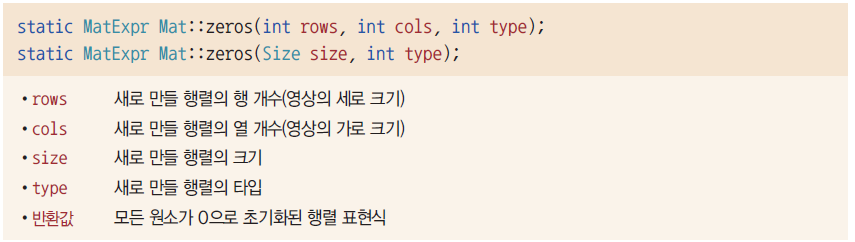 static MatExpr Mat::zeros(int rows, int cols, int type);
static MatExpr Mat::zeros(Size size, int type);
• rows 새로 만들 행렬의 행 개수(영상의 세로 크기)
• cols 새로 만들 행렬의 열 개수(영상의 가로 크기)
• size 새로 만들 행렬의 크기
• type 새로 만들 행렬의 타입
• 반환값 모든 원소가 0으로 초기화된 행렬 표현식